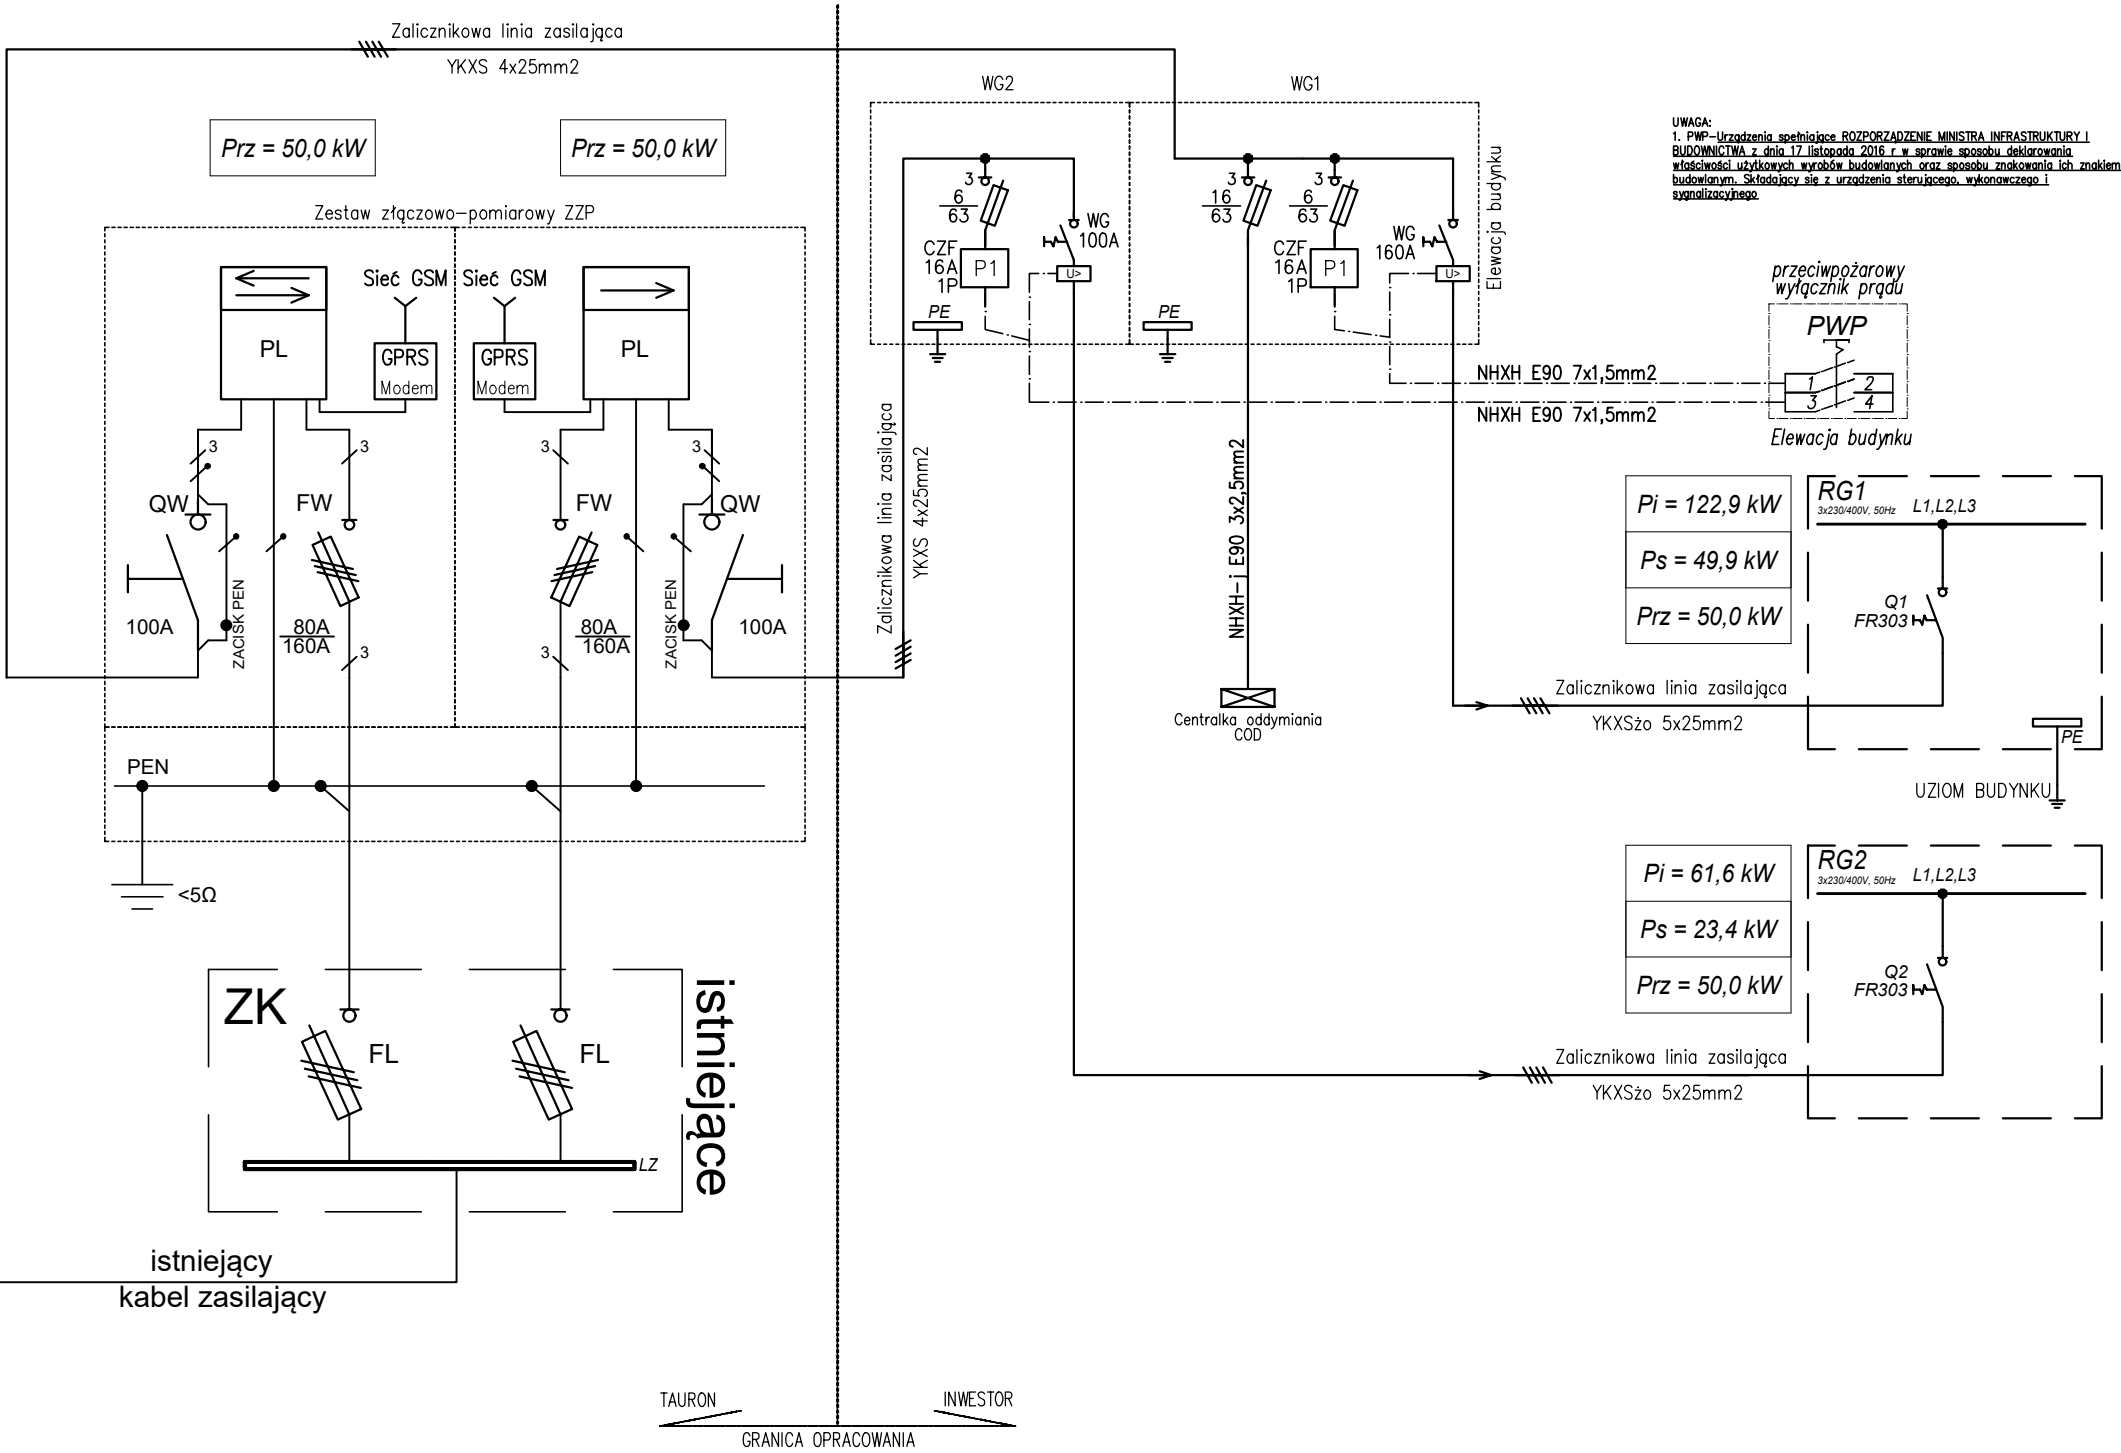 Zalicznikowa linia zasilająca
YKXS 4x25mm2
Prz = 50,0 kW
Prz = 50,0 kW
Zestaw złączowo-pomiarowy ZZP
Sieć GSM
Sieć GSM
PL
GPRS
Modem
GPRS
Modem
PL
3
3
3
3
QW
FW
FW
QW
100A
ZACISK PEN
80A
160A
3
3
80A
160A
ZACISK PEN
100A
PEN
<5Ω
ZK
FL
FL
istniejące
LZ
istniejący
kabel zasilający
TAURON
INWESTOR
GRANICA OPRACOWANIA
WG2
WG1
3
6
63
CZF
16A
1P
P1
WG
100A
U>
PE
3
16
63
3
6
63
CZF
16A
1P
P1
WG
160A
U>
PE
Elewacja budynku
Zalicznikowa linia zasilająca
YKXS 4x25mm2
NHXH-j E90 3x2,5mm2
Centralka oddymiania
COD
NHXH E90 7x1,5mm2
NHXH E90 7x1,5mm2
UWAGA:
1. PWP-Urządzenia spełniające ROZPORZĄDZENIE MINISTRA INFRASTRUKTURY I
BUDOWNICTWA z dnia 17 listopada 2016 r w sprawie sposobu deklarowania
właściwości użytkowych wyrobów budowlanych oraz sposobu znakowania ich znakiem
budowlanym. Składający się z urządzenia sterującego, wykonawczego i
sygnalizacyjnego
przeciwpożarowy
wyłącznik prądu
PWP
1
2
3
4
Elewacja budynku
Pi = 122,9 kW
Ps = 49,9 kW
Prz = 50,0 kW
RG1
3x230/400V, 50Hz
L1,L2,L3
Q1
FR303
Zalicznikowa linia zasilająca
YKXSżo 5x25mm2
PE
UZIOM BUDYNKU
Pi = 61,6 kW
Ps = 23,4 kW
Prz = 50,0 kW
RG2
3x230/400V, 50Hz
L1,L2,L3
Q2
FR303
Zalicznikowa linia zasilająca
YKXSżo 5x25mm2